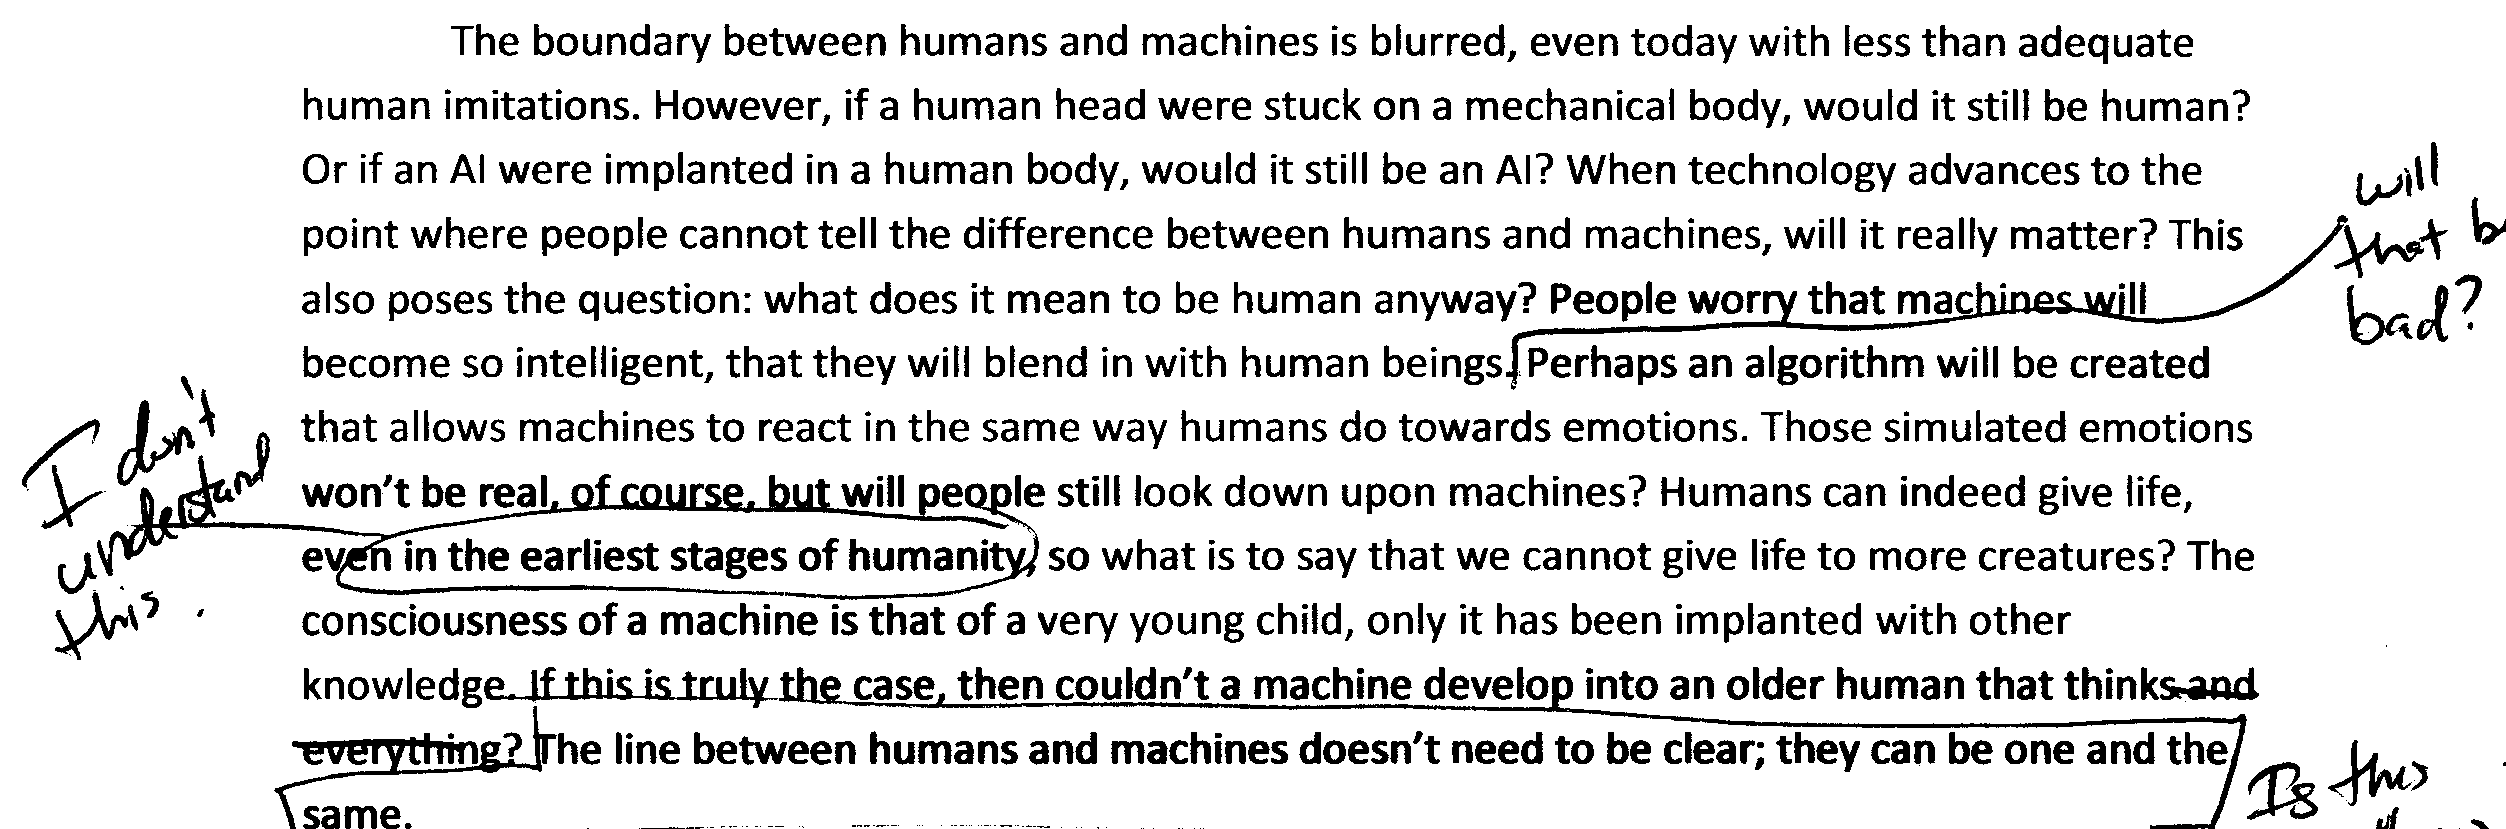 The boundary between humans and machines is blurred, even today with less than adequate
human imitations. However, if a human head were stuck on a mechanical body, would it still be human?
Or if an AI were implanted in a human body, would it still be an AI? When technology advances to the
point where people cannot tell the difference between humans and machines, will it really matter? This
also poses the question: what does it mean to be human anyway? People worry that machines will
become so intelligent, that they will blend in with human beings. Perhaps an algorithm will be created
that allows machines to react in the same way humans do towards emotions. Those simulated emotions
won't be real, of course, but will people still look down upon machines? Humans can indeed give life,
even in the earliest stages of humanity, so what is to say that we cannot give life to more creatures? The
consciousness of a machine is that of a very young child, only it has been implanted with other
knowledge. If this is truly the case, then couldn't a machine develop into an older human that thinks and
everything? The line between humans and machines doesn't need to be clear; they can be one and the
same.
will
that b
bad?
I don't
understand
this.
Is this